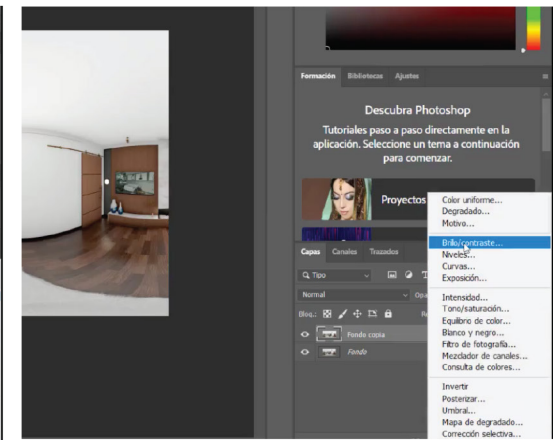 Formación Bibliotecas Ajustes
Descubra Photoshop
Tutoriales paso a paso directamente en la
aplicación. Seleccione un tema a continuación
para comenzar.
Proyectos
Capas Canales Trazados
Tipo
Normal
Bloq.:
Fondo copia
Fondo
Color uniforme...
Degradado...
Motivo...
Brillo/contraste...
Niveles...
Curvas...
Exposición...
Intensidad...
Tono/saturación...
Equilibrio de color...
Blanco y negro...
Filtro de fotografía...
Mezclador de canales...
Consulta de colores...
Invertir
Posterizar...
Umbral...
Mapa de degradado...
Corrección selectiva...